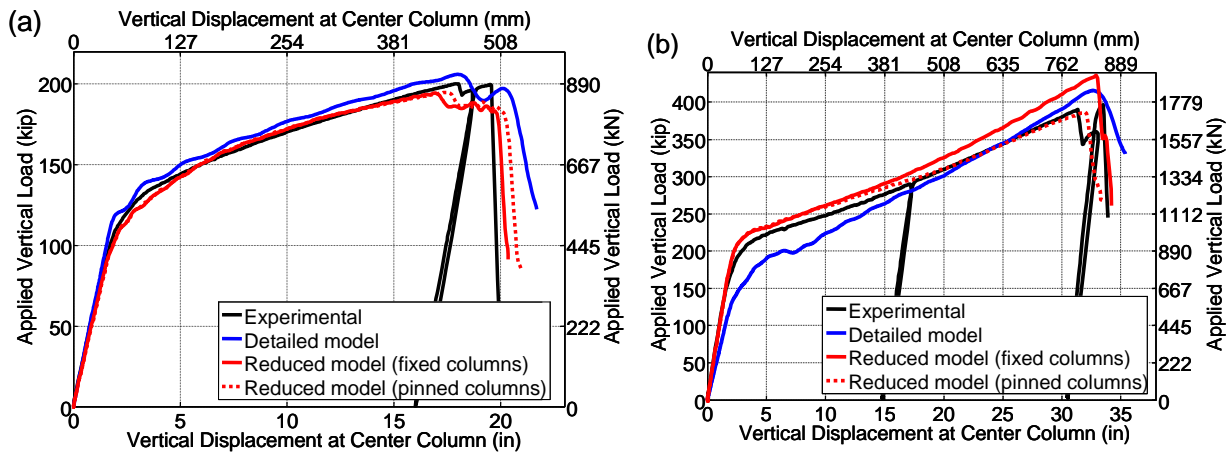 (a)
Vertical Displacement at Center Column (mm)
0 127 254 381 508
Applied Vertical Load (kip)
200
150
100
50
0
890
667
445
222
0
Applied Vertical Load (kN)
Experimental
Detailed model
Reduced model (fixed columns)
Reduced model (pinned columns)
0 5 10 15 20
Vertical Displacement at Center Column (in)
(b)
Vertical Displacement at Center Column (mm)
0 127 254 381 508 635 762 889
Applied Vertical Load (kip)
400
350
300
250
200
150
100
50
0
1779
1557
1334
1112
890
667
445
222
0
Applied Vertical Load (kN)
Experimental
Detailed model
Reduced model (fixed columns)
Reduced model (pinned columns)
0 5 10 15 20 25 30 35
Vertical Displacement at Center Column (in)